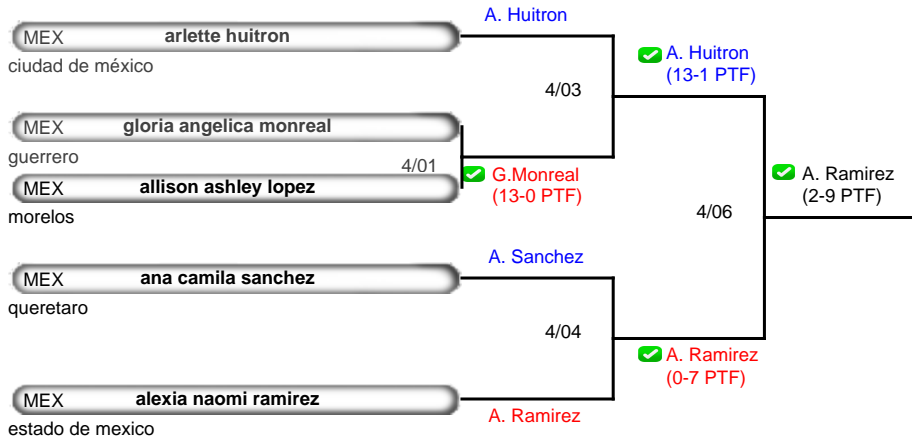 A. Huitron
MEX arlette huitron
ciudad de méxico
A. Huitron
(13-1 PTF)
4/03
MEX gloria angelica monreal
guerrero
4/01
G.Monreal
(13-0 PTF)
MEX allison ashley lopez
morelos
A. Ramirez
(2-9 PTF)
4/06
A. Sanchez
MEX ana camila sanchez
queretaro
4/04
A. Ramirez
(0-7 PTF)
MEX alexia naomi ramirez
A. Ramirez
estado de mexico